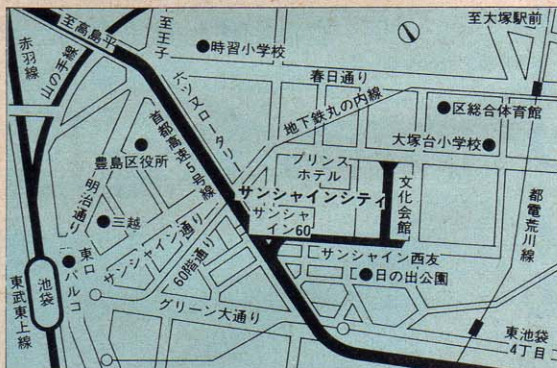 至高島平
至王子
至大塚駅前
赤羽線
山の手線
時習小学校
六ツ又ロータリー
春日通り
地下鉄丸の内線
区総合体育館
首都高速5号線
豊島区役所
大塚台小学校
プリンス
ホテル
明治通り
サンシャインシティ
文化会館
三越
サンシャイン通り
サンシャ
イン60
都電荒川線
東口
パルコ
60階通り
サンシャイン西友
日の出公園
池袋
グリーン大通り
東武東上線
東池袋
4丁目